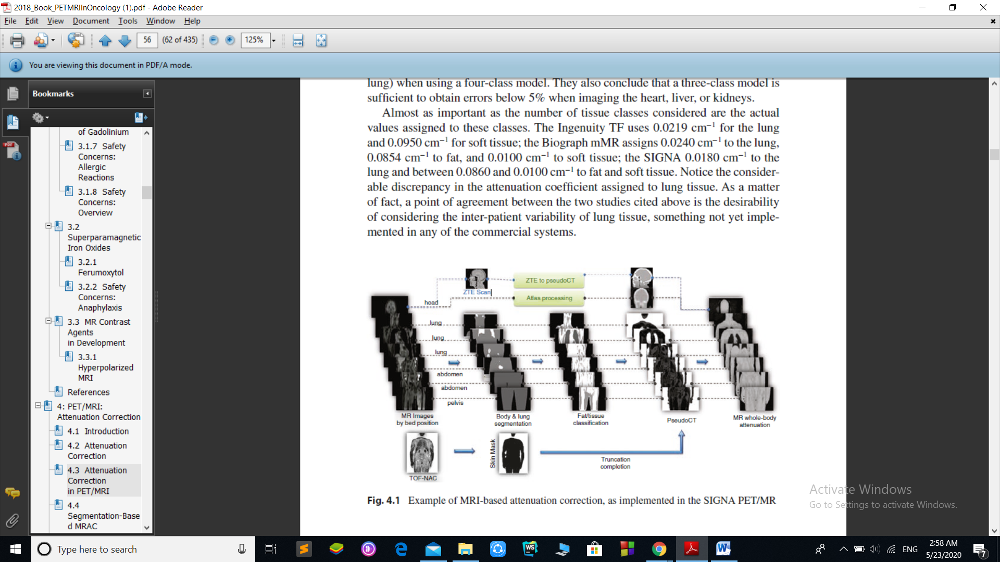 2018_Book_PETMRIInOncology (1).pdf - Adobe Reader
File Edit View Document Tools Window Help
56 (62 of 435) 125%
You are viewing this document in PDF/A mode.
Bookmarks
of Gadolinium
3.1.7 Safety
Concerns:
Allergic
Reactions
3.1.8 Safety
Concerns:
Overview
3.2
Superparamagnetic
Iron Oxides
3.2.1
Ferumoxytol
3.2.2 Safety
Concerns:
Anaphylaxis
3.3 MR Contrast
Agents
in Development
3.3.1
Hyperpolarized
MRI
References
4: PET/MRI:
Attenuation Correction
4.1 Introduction
4.2 Attenuation
Correction
4.3 Attenuation
Correction
in PET/MRI
4.4
Segmentation-Base
d MRAC
lung) when using a four-class model. They also conclude that a three-class model is
sufficient to obtain errors below 5% when imaging the heart, liver, or kidneys.
Almost as important as the number of tissue classes considered are the actual
values assigned to these classes. The Ingenuity TF uses 0.0219 cm⁻¹ for the lung
and 0.0950 cm⁻¹ for soft tissue; the Biograph mMR assigns 0.0240 cm⁻¹ to the lung,
0.0854 cm⁻¹ to fat, and 0.0100 cm⁻¹ to soft tissue; the SIGNA 0.0180 cm⁻¹ to the
lung and between 0.0860 and 0.0100 cm⁻¹ to fat and soft tissue. Notice the consider-
able discrepancy in the attenuation coefficient assigned to lung tissue. As a matter
of fact, a point of agreement between the two studies cited above is the desirability
of considering the inter-patient variability of lung tissue, something not yet imple-
mented in any of the commercial systems.
ZTE to pseudoCT
ZTE Scan
Atlas processing
head
lung
lung
lung
abdomen
abdomen
pelvis
MR Images
by bed position
Body & lung
segmentation
Fat/tissue
classification
PseudoCT
MR whole-body
attenuation
Skin Mask
Truncation
completion
TOF-NAC
Fig. 4.1 Example of MRI-based attenuation correction, as implemented in the SIGNA PET/MR
Activate Windows
Go to Settings to activate Windows.
Type here to search
WS
W
ENG
2:58 AM
5/23/2020
7